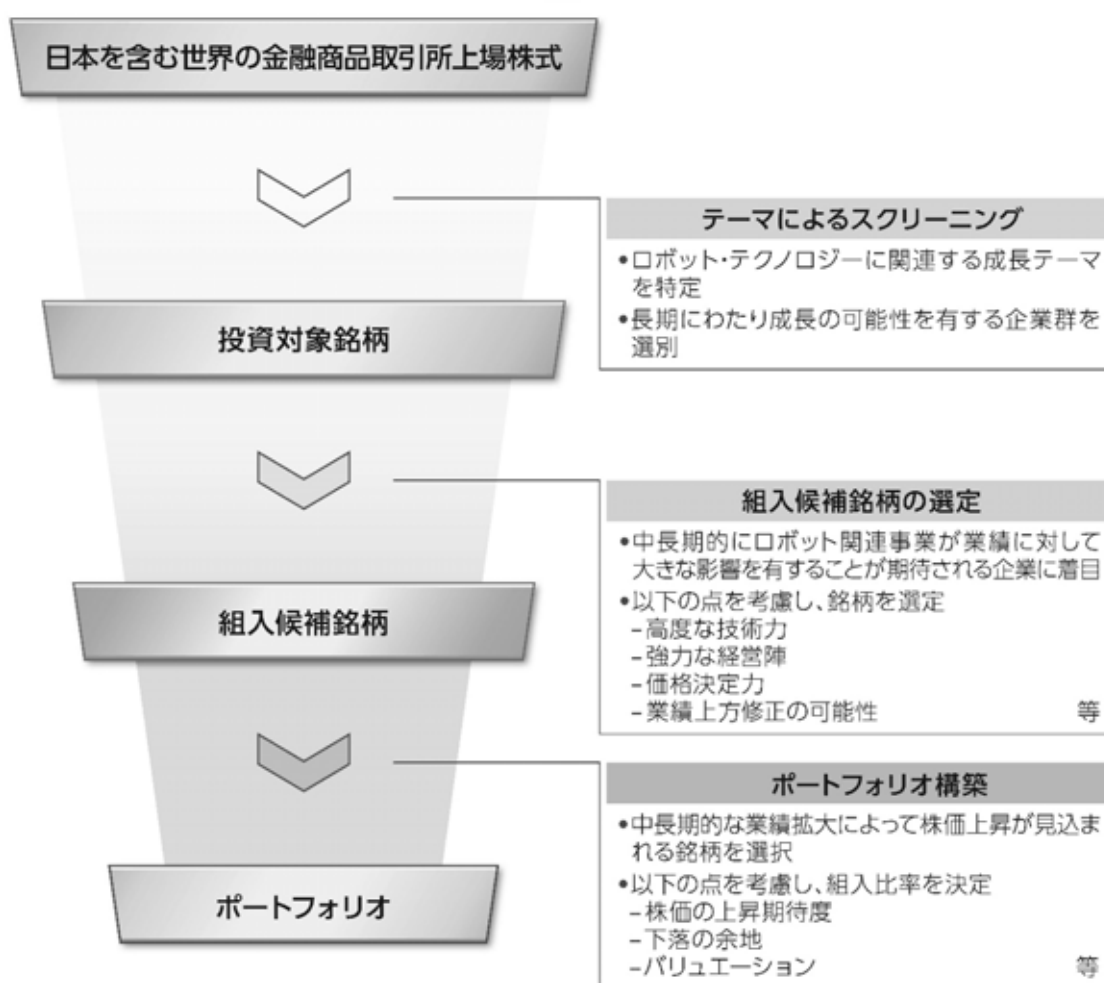 日本を含む世界の金融商品取引所上場株式
テーマによるスクリーニング
•ロボット・テクノロジーに関連する成長テーマ
を特定
•長期にわたり成長の可能性を有する企業群を
選別
投資対象銘柄
組入候補銘柄の選定
•中長期的にロボット関連事業が業績に対して
大きな影響を有することが期待される企業に着目
•以下の点を考慮し、銘柄を選定
–高度な技術力
–強力な経営陣
–価格決定力
–業績上方修正の可能性 等
組入候補銘柄
ポートフォリオ構築
•中長期的な業績拡大によって株価上昇が見込ま
れる銘柄を選択
•以下の点を考慮し、組入比率を決定
–株価の上昇期待度
–下落の余地
–バリュエーション 等
ポートフォリオ